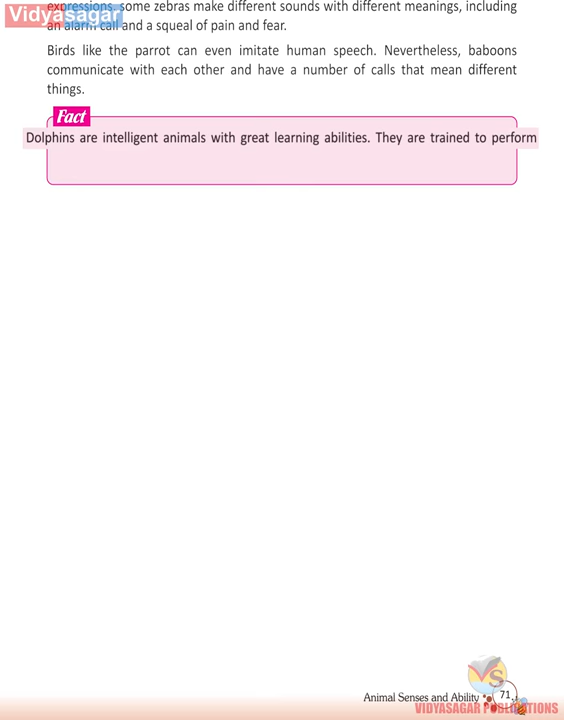 Vidyasagar
expressions, some zebras make different sounds with different meanings, including
an alarm call and a squeal of pain and fear.
Birds like the parrot can even imitate human speech. Nevertheless, baboons
communicate with each other and have a number of calls that mean different
things.
Fact
Dolphins are intelligent animals with great learning abilities. They are trained to perform
VS
Animal Senses and Ability 71
VIDYASAGAR PUBLICATIONS